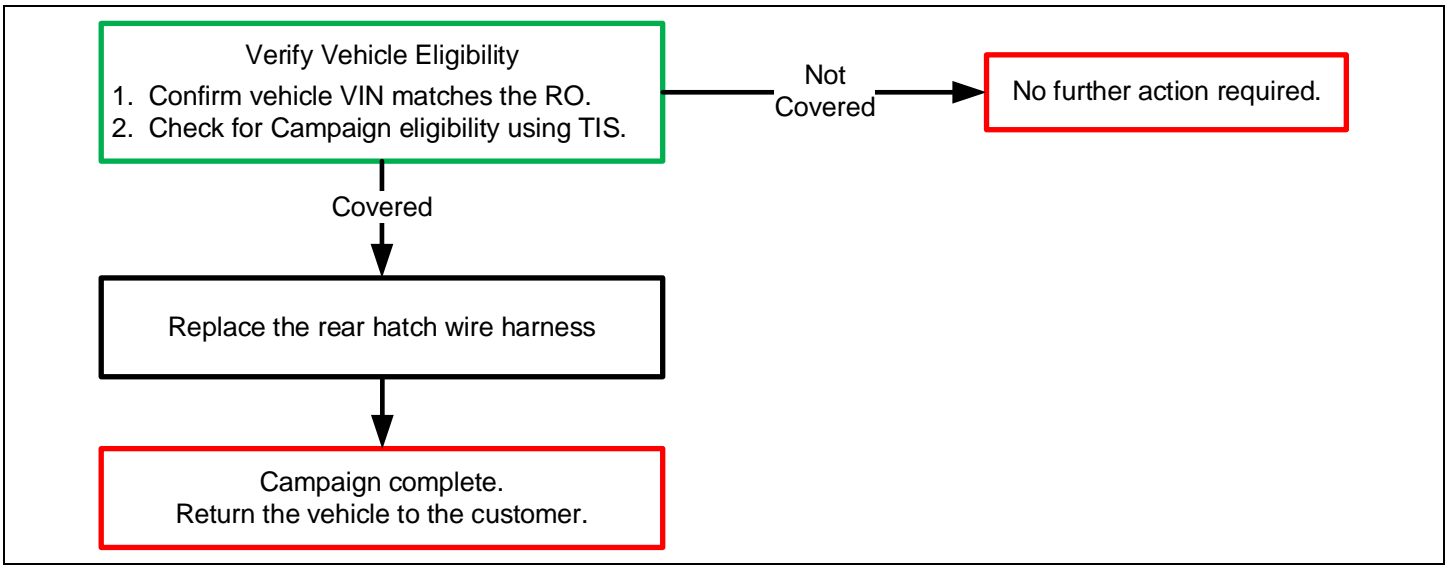 Verify Vehicle Eligibility
1. Confirm vehicle VIN matches the RO.
2. Check for Campaign eligibility using TIS.
Not
Covered
No further action required.
Covered
Replace the rear hatch wire harness
Campaign complete.
Return the vehicle to the customer.